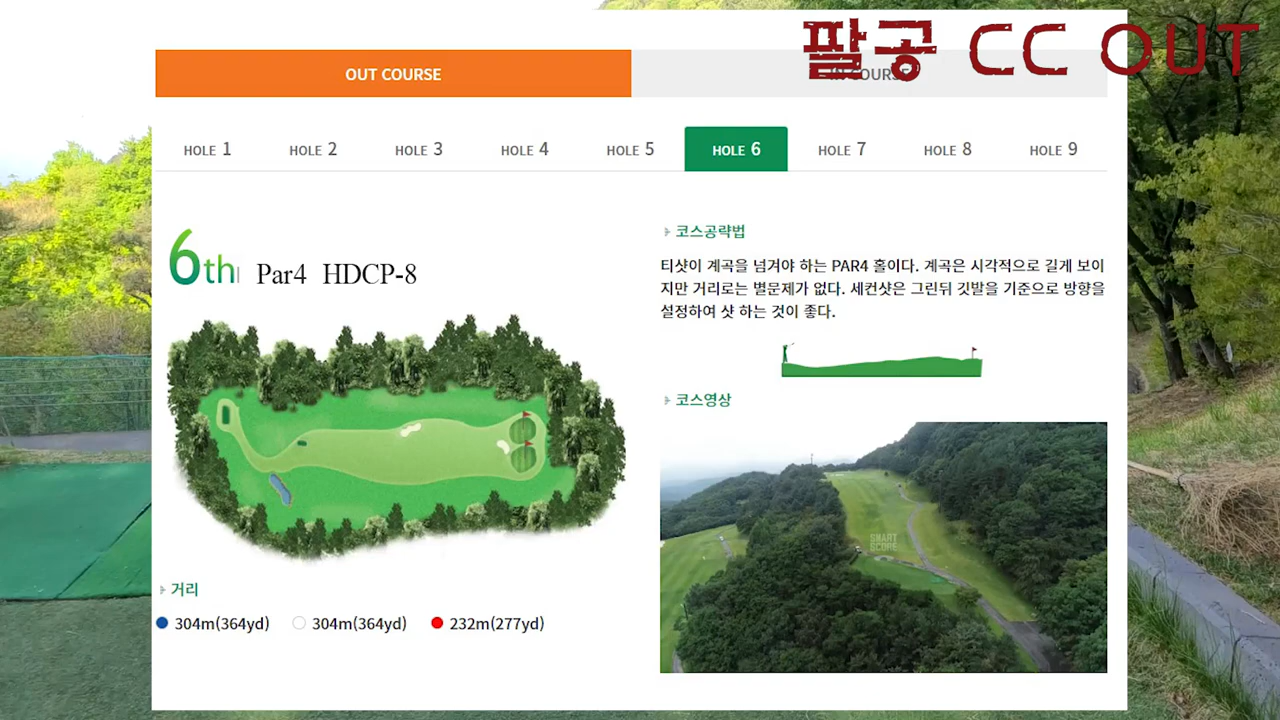 팔공 CC OUT
OUT COURSE
IN COURSE
HOLE 1
HOLE 2
HOLE 3
HOLE 4
HOLE 5
HOLE 6
HOLE 7
HOLE 8
HOLE 9
6th Par4 HDCP-8
코스공략법
티샷이 계곡을 넘겨야 하는 PAR4 홀이다. 계곡은 시각적으로 길게 보이
지만 거리로는 별문제가 없다. 세컨샷은 그린뒤 깃발을 기준으로 방향을
설정하여 샷 하는 것이 좋다.
코스영상
SMART
SCORE
거리
304m(364yd)
304m(364yd)
232m(277yd)